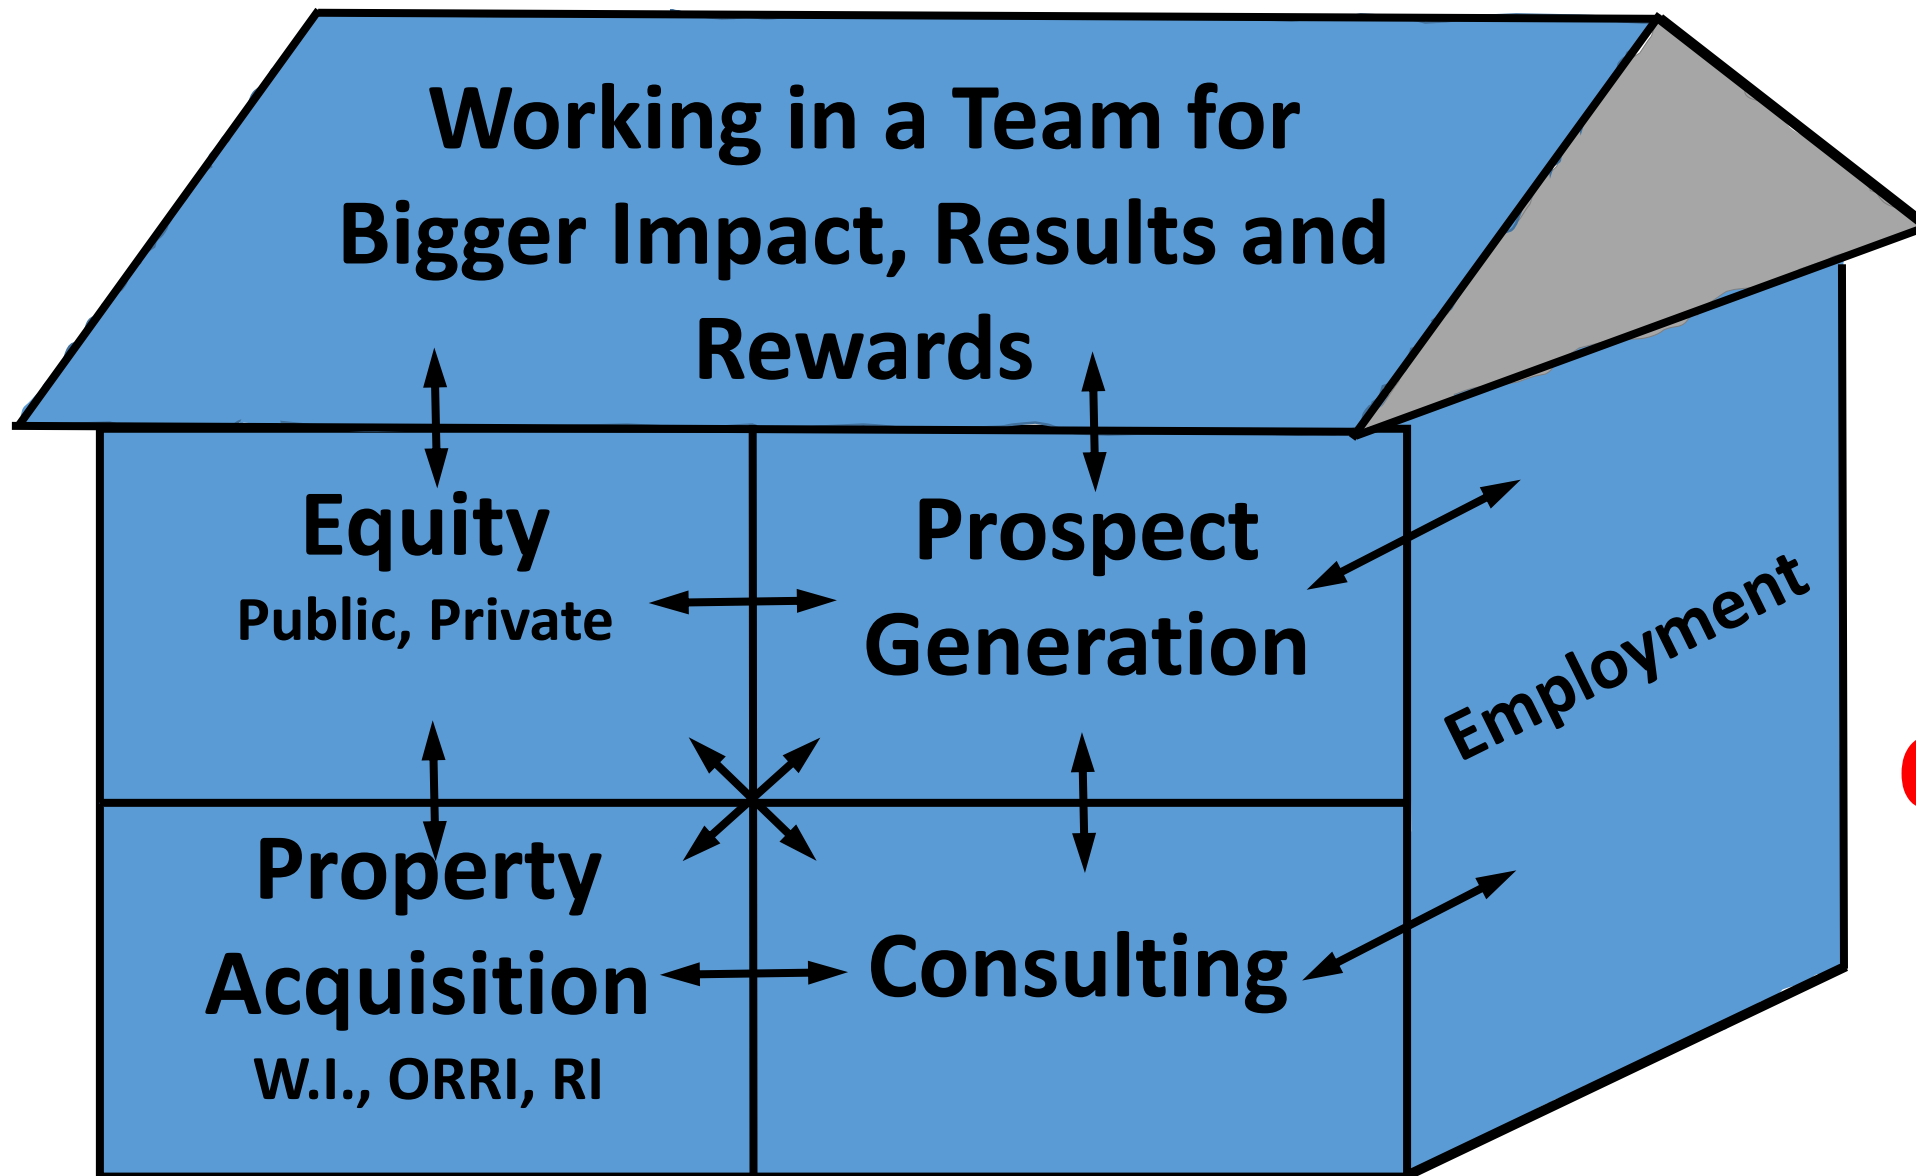 Working in a Team for
Bigger Impact, Results and
Rewards
Equity
Public, Private
Prospect
Generation
Employment
Property
Acquisition
W.I., ORRI, RI
Consulting